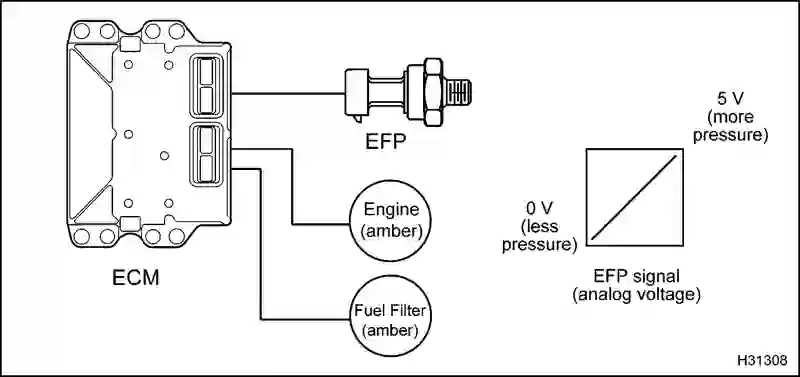 EFP
Engine
(amber)
ECM
Fuel Filter
(amber)
5 V
(more
pressure)
0 V
(less
pressure)
EFP signal
(analog voltage)
H31308